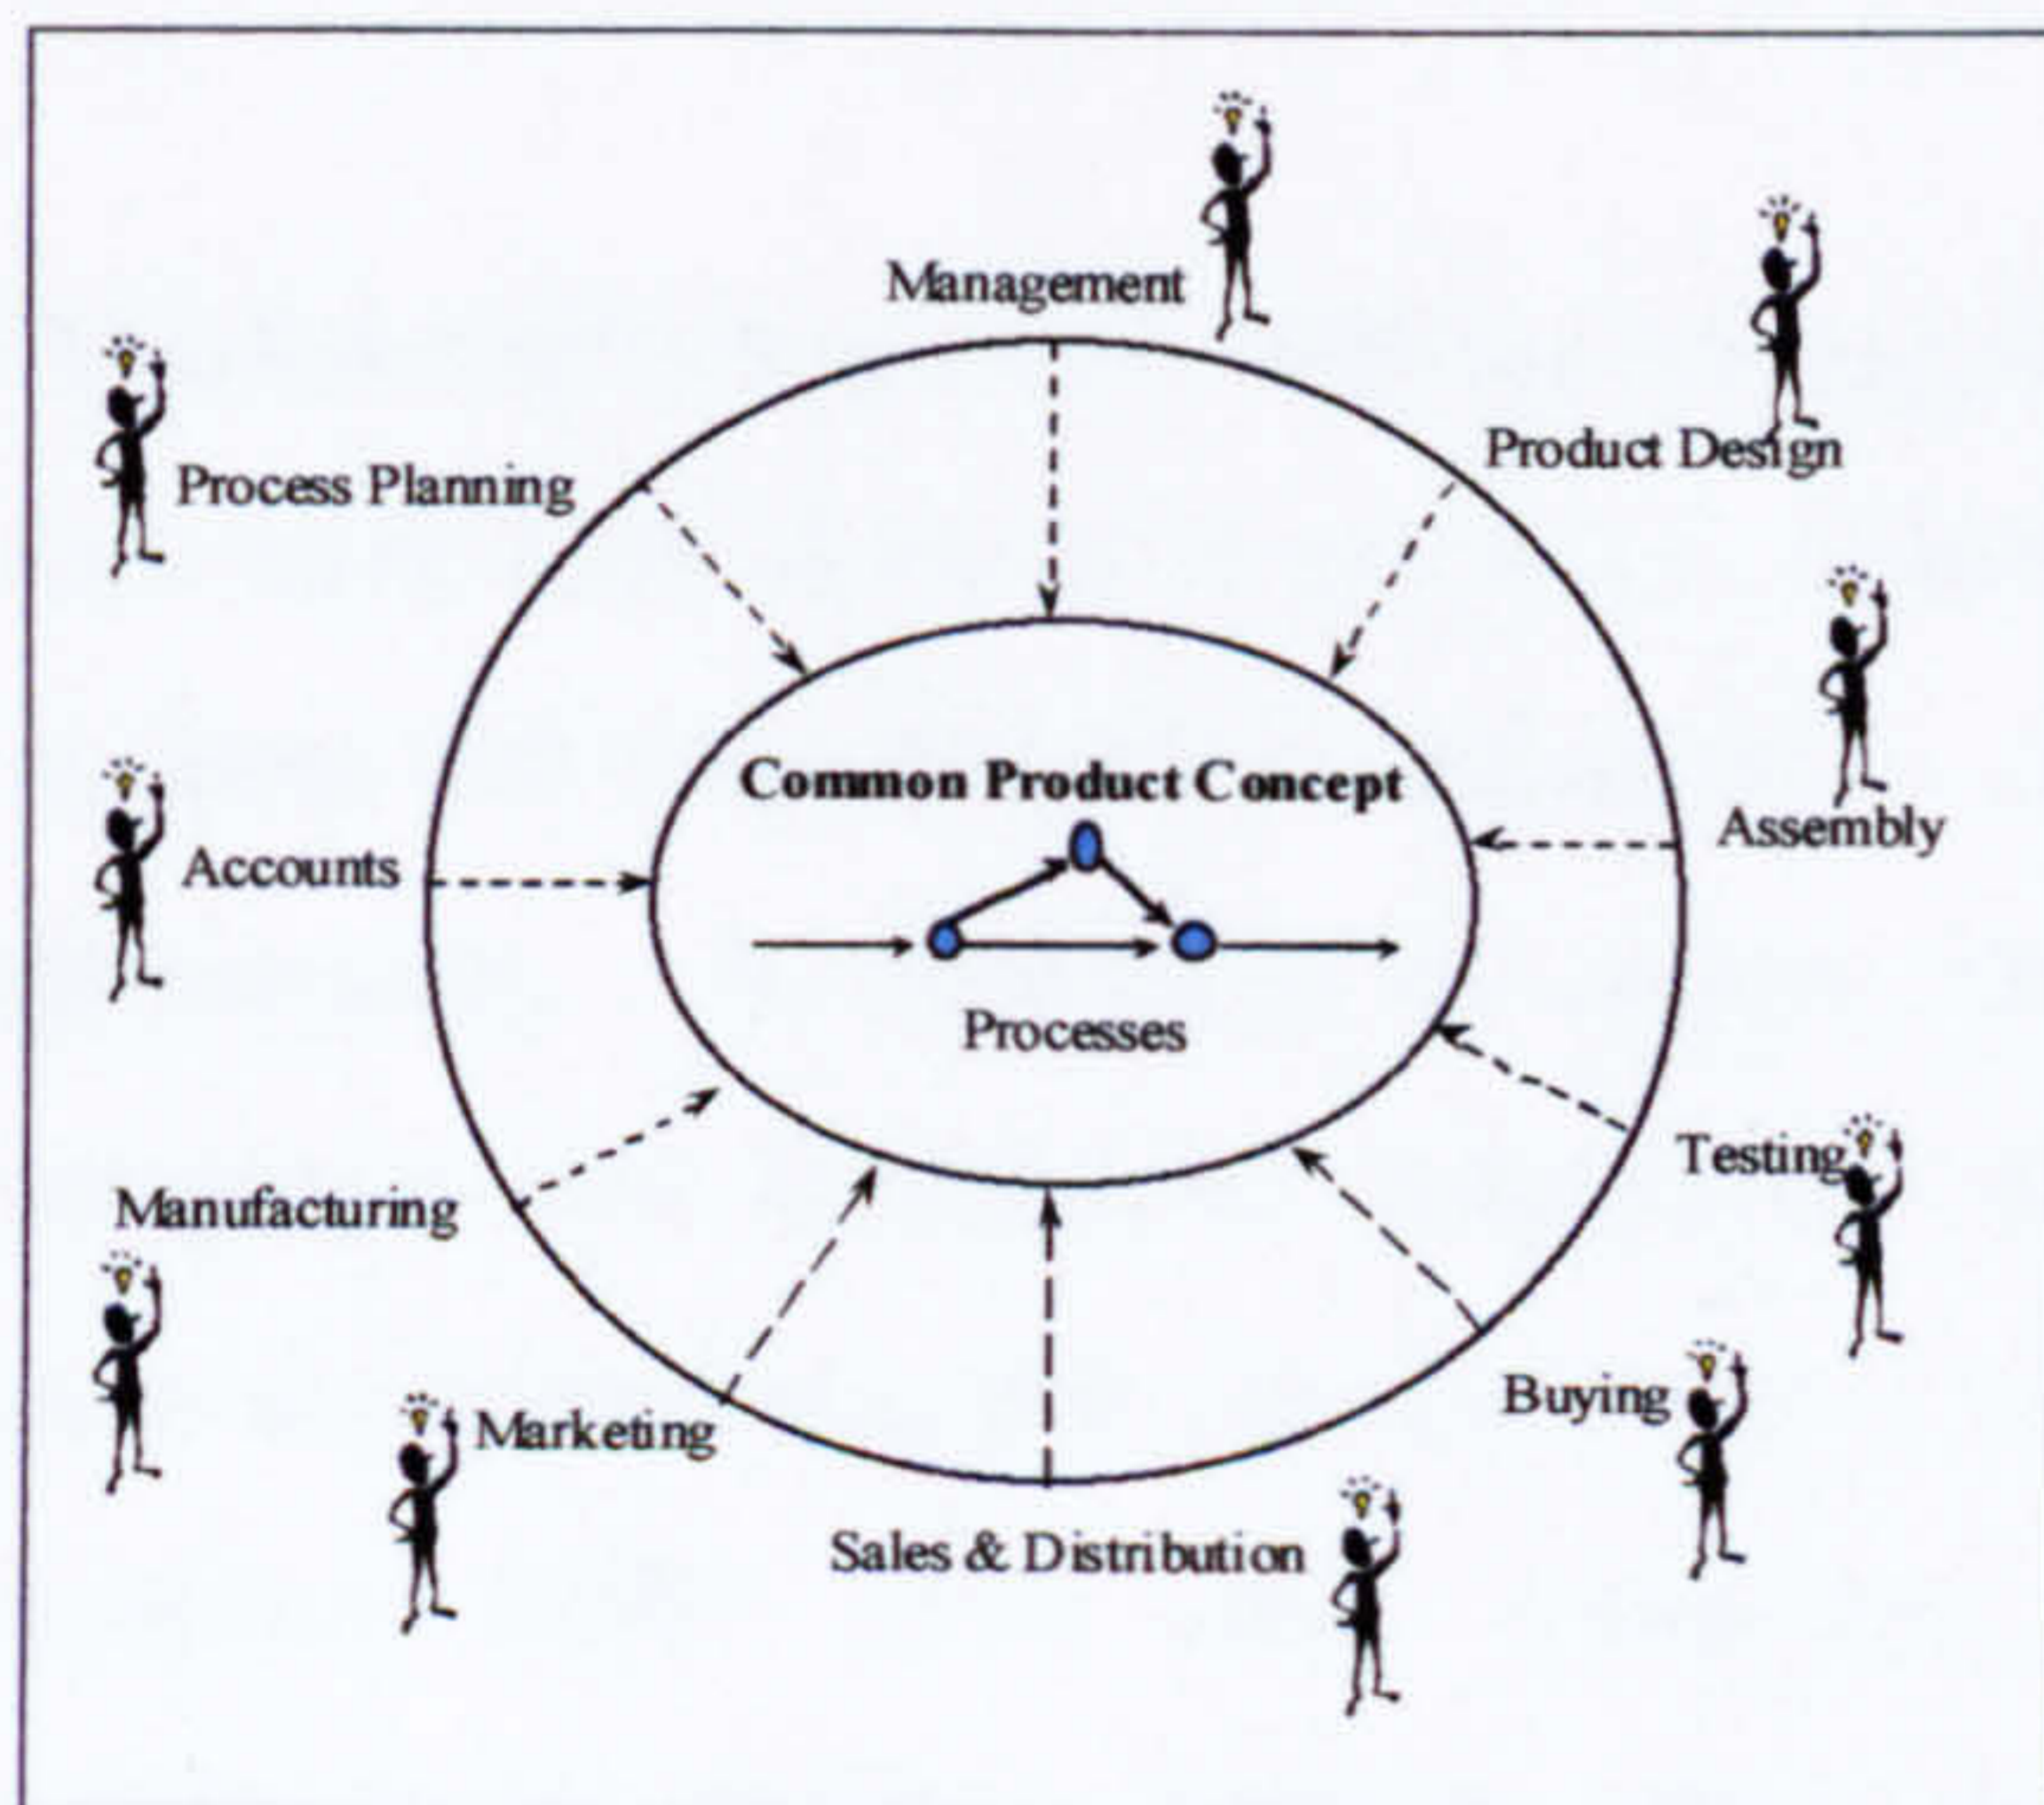 Management
Product Design
Process Planning
Common Product Concept
Assembly
Accounts
Processes
Testing
Manufacturing
Buying
Marketing
Sales & Distribution